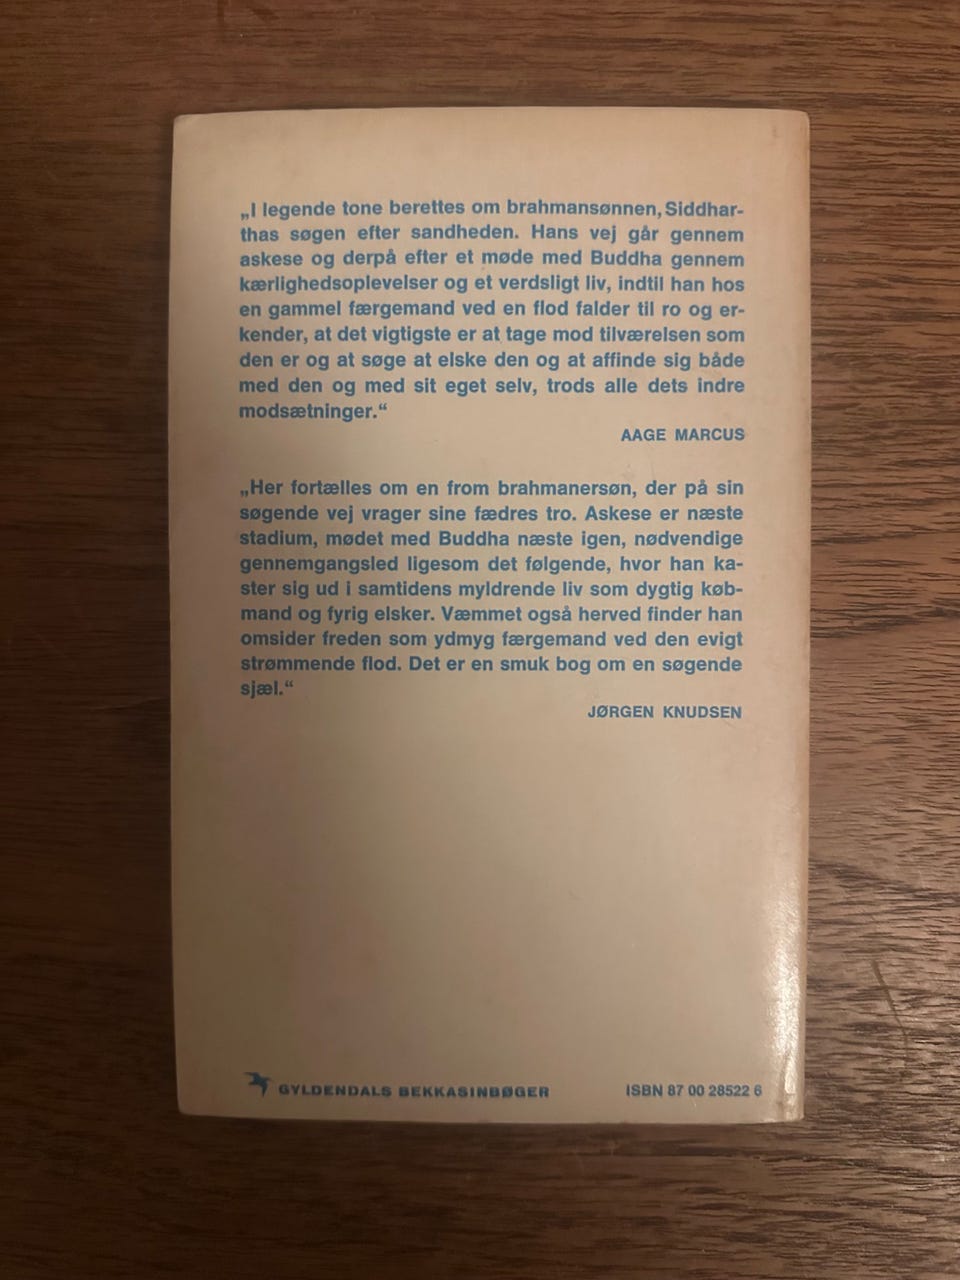 „I legende tone berettes om brahmansønnen, Siddhar-
thas søgen efter sandheden. Hans vej går gennem
askese og derpå efter et møde med Buddha gennem
kærlighedsoplevelser og et verdsligt liv, indtil han hos
en gammel færgemand ved en flod falder til ro og er-
kender, at det vigtigste er at tage mod tilværelsen som
den er og at søge at elske den og at affinde sig både
med den og med sit eget selv, trods alle dets indre
modsætninger.“
AAGE MARCUS
„Her fortælles om en from brahmanersøn, der på sin
søgende vej vrager sine fædres tro. Askese er næste
stadium, mødet med Buddha næste igen, nødvendige
gennemgangsled ligesom det følgende, hvor han ka-
ster sig ud i samtidens myldrende liv som dygtig køb-
mand og fyrig elsker. Væmmet også herved finder han
omsider freden som ydmyg færgemand ved den evigt
strømmende flod. Det er en smuk bog om en søgende
sjæl.“
JØRGEN KNUDSEN
GYLDENDALS BEKKASINBØGER ISBN 87 00 28522 6